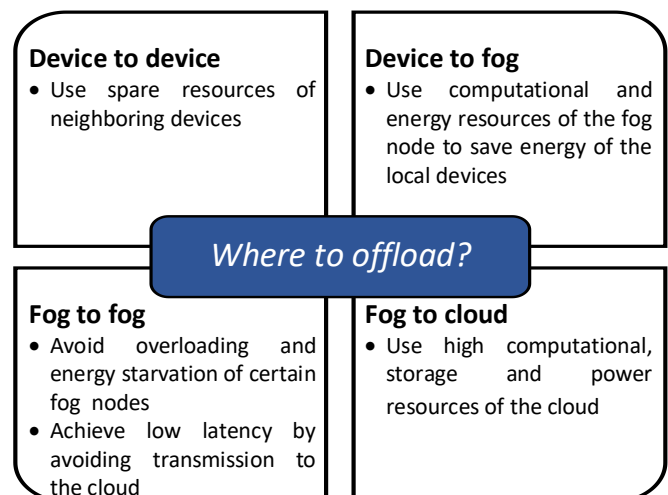 Device to device
• Use spare resources of
neighboring devices
Device to fog
• Use computational and
energy resources of the fog
node to save energy of the
local devices
Where to offload?
Fog to fog
• Avoid overloading and
energy starvation of certain
fog nodes
• Achieve low latency by
avoiding transmission to
the cloud
Fog to cloud
• Use high computational,
storage and power
resources of the cloud